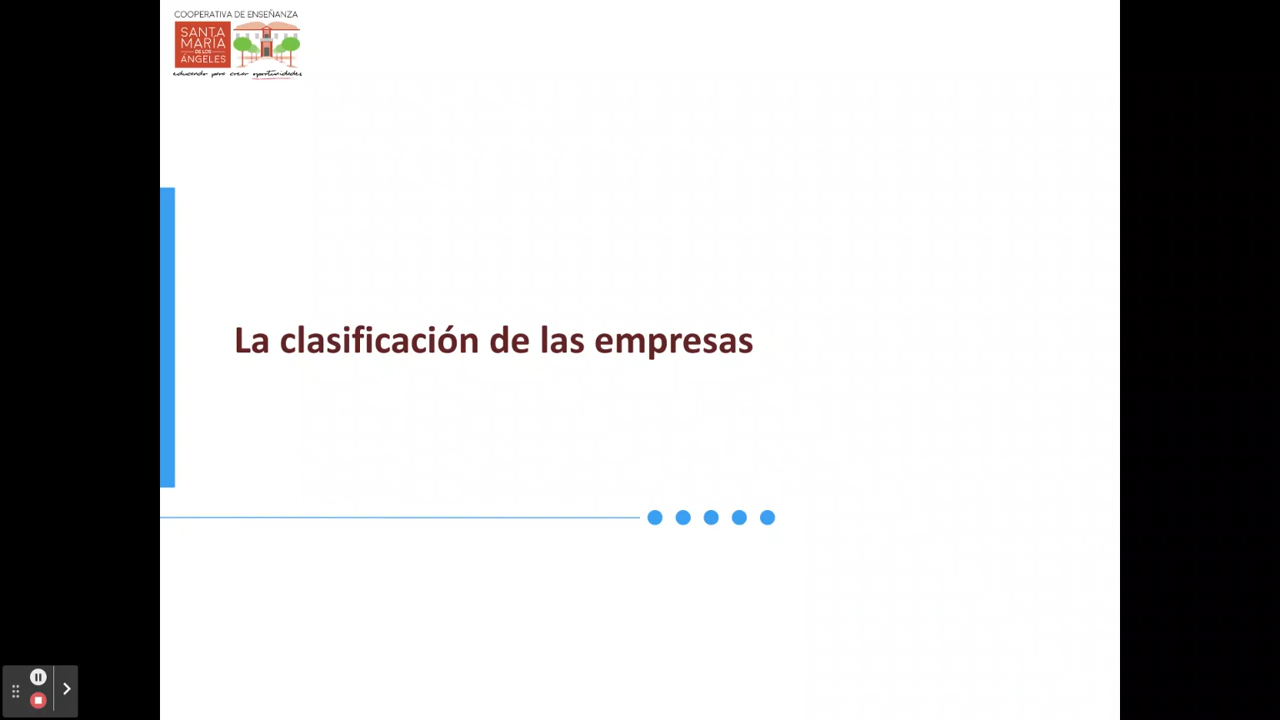 COOPERATIVA DE ENSEÑANZA
SANTA
MARÍA
DE LOS
ÁNGELES
educando para crear oportunidades
La clasificación de las empresas